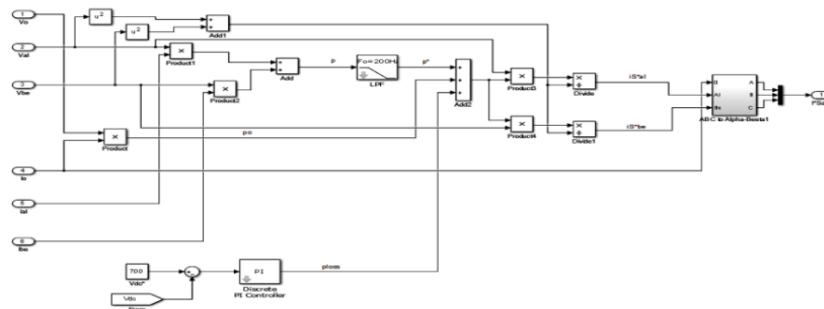 1
Vo
2
Val
3
Vbe
4
Io
5
Ial
6
Ibe
u²
u²
Add1
Product1
Product2
Product
Add
p
Fo=200Hz
LPF
p*
Add2
po
Product3
Product4
Divide
Divide1
iS*al
iS*be
A
B
C
ABC to Alpha-Beeta1
1
700
Vdc*
Vdc
PI
Discrete
PI Controller
ploss